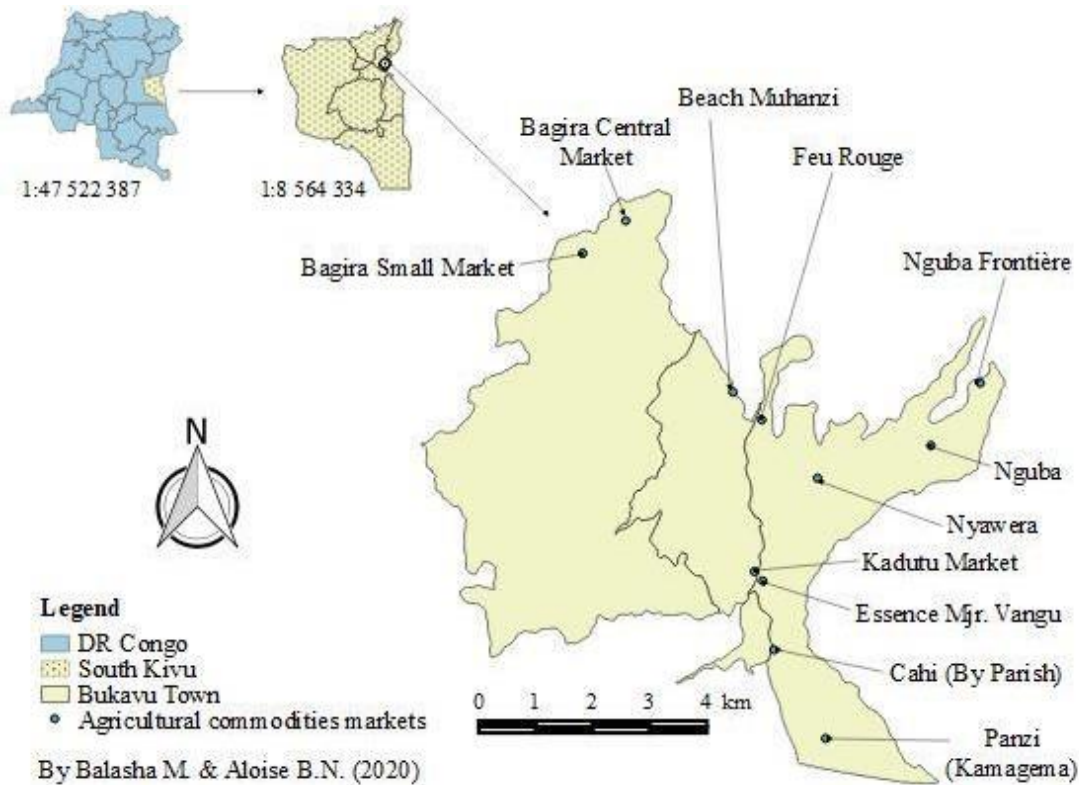 1:47 522 387
1:8 564 334
Beach Muhanzi
Bagira Central
Market
Feu Rouge
Bagira Small Market
Nguba Frontière
N
Nguba
Nyawera
Kadutu Market
Essence Mjr. Vangu
Cahi (By Parish)
Panzi
(Kamagema)
Legend
DR Congo
South Kivu
Bukavu Town
Agricultural commodities markets
0 1 2 3 4 km
By Balasha M. & Aloise B.N. (2020)